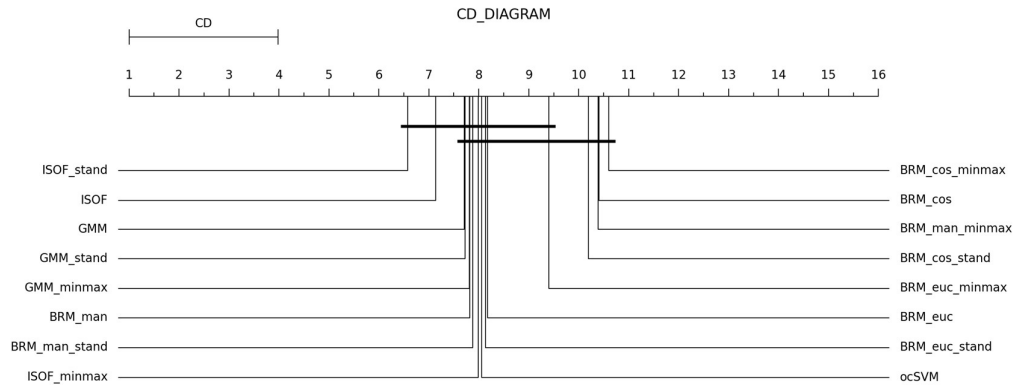 CD_DIAGRAM
CD
1 2 3 4 5 6 7 8 9 10 11 12 13 14 15 16
ISOF_stand
ISOF
GMM
GMM_stand
GMM_minmax
BRM_man
BRM_man_stand
ISOF_minmax
BRM_cos_minmax
BRM_cos
BRM_man_minmax
BRM_cos_stand
BRM_euc_minmax
BRM_euc
BRM_euc_stand
ocSVM